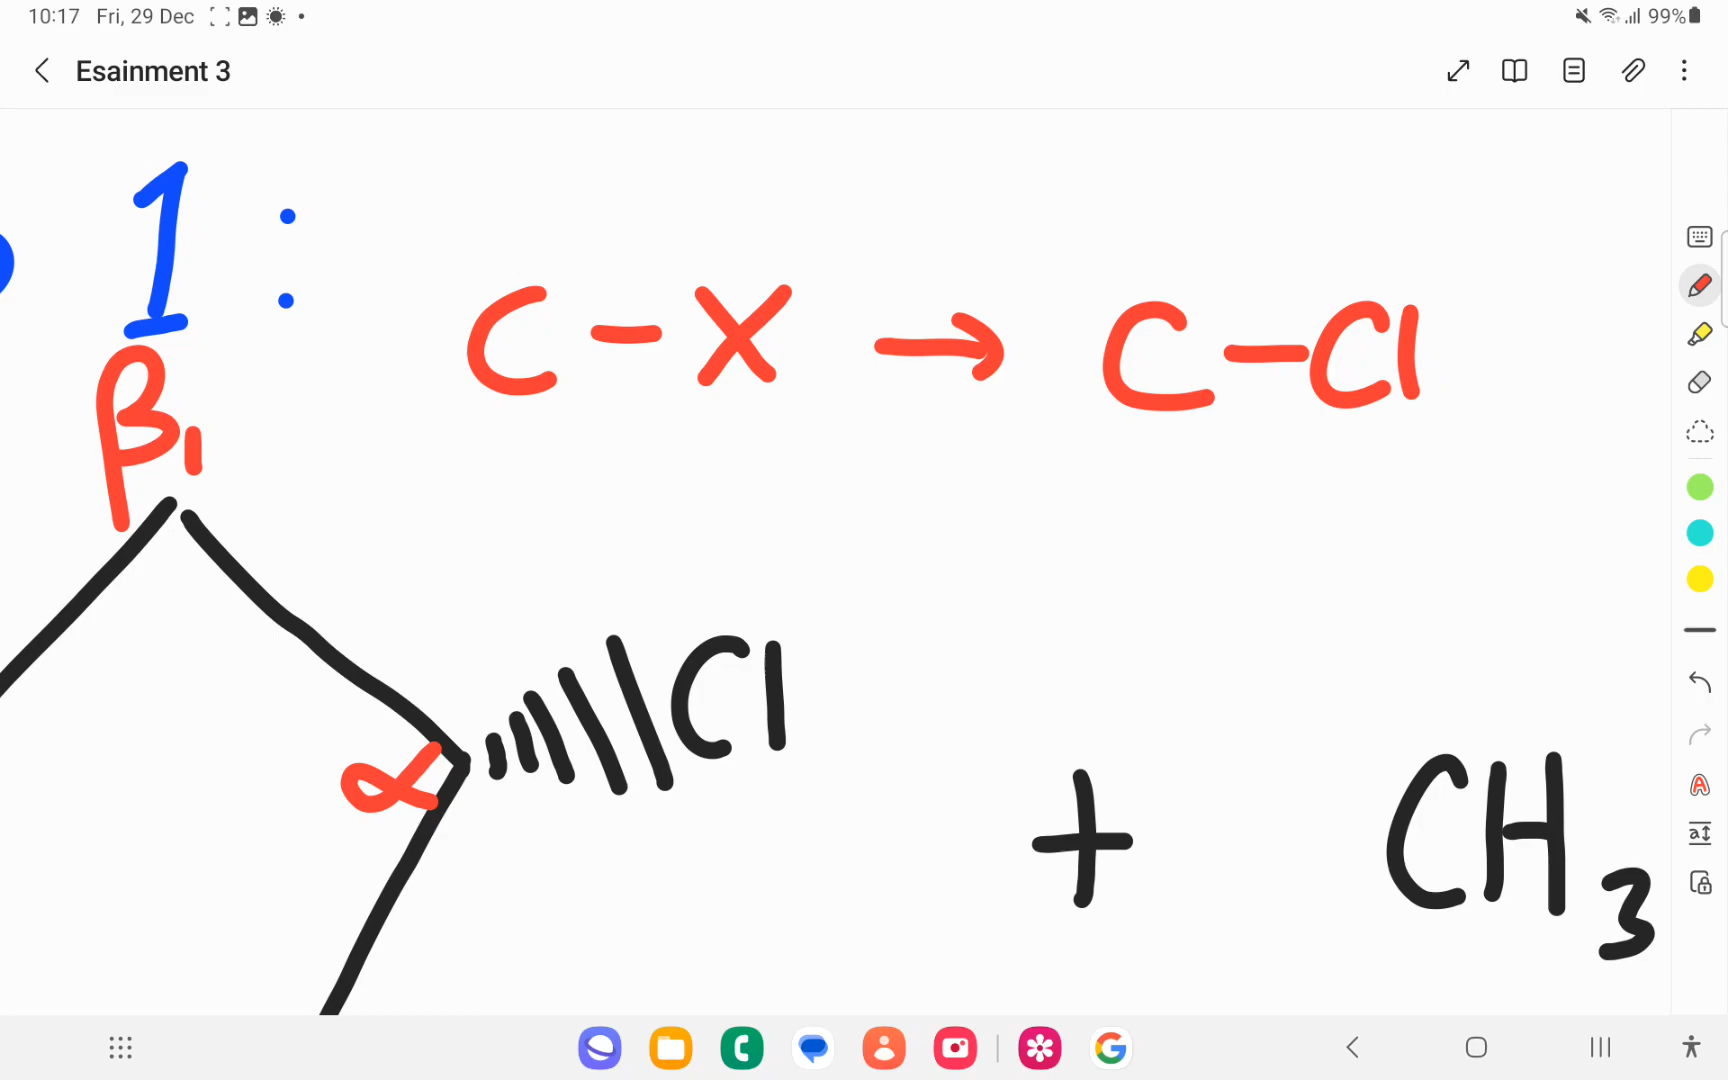 10:17 Fri, 29 Dec 99%
Esainment 3
1 : C - X → C - Cl
β1
Cl
α
+ CH3